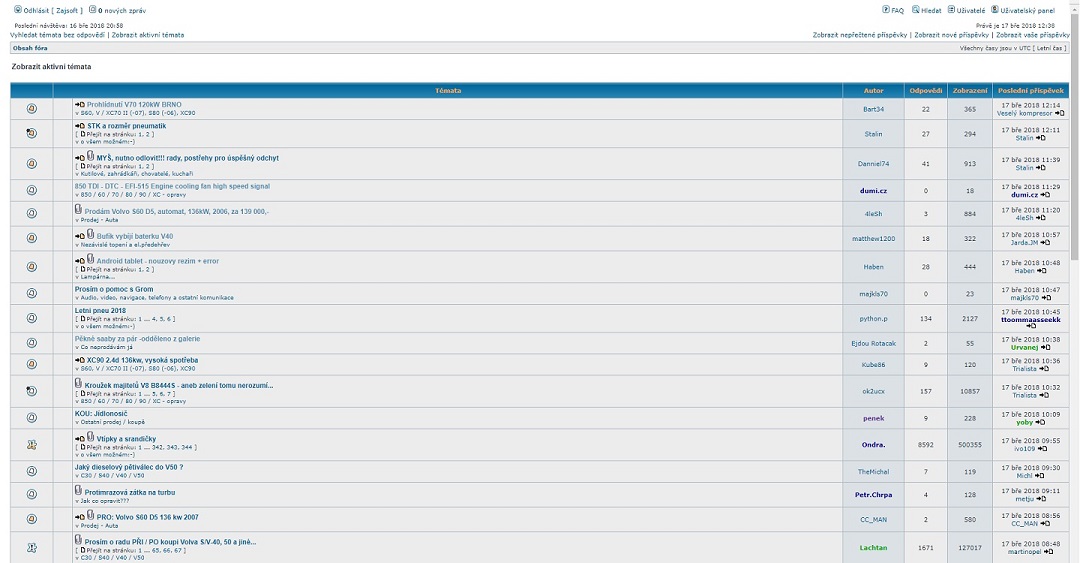 Odhlásit [ Zajsoft ] 0 nových zpráv FAQ Hledat Uživatelé Uživatelský panel
Poslední návštěva: 16 bře 2018 20:58 Právě je 17 bře 2018 12:38
Vyhledat témata bez odpovědí | Zobrazit aktivní témata Zobrazit nepřečtené příspěvky | Zobrazit nové příspěvky | Zobrazit vaše příspěvky
Obsah fóra Všechny časy jsou v UTC [ Letní čas ]
Zobrazit aktivní témata
Témata Autor Odpovědí Zobrazení Poslední příspěvek
Prohlídnutí V70 120kW BRNO
v S60, V / XC70 II (-07). S80 (-06), XC90
Bart34 22 365 17 bře 2018 12:14
Veselý kompresor
STK a rozměr pneumatik
[ Přejít na stránku: 1, 2 ]
v o všem možném:-)
Stalin 27 294 17 bře 2018 12:11
Stalin
MYŠ, nutno odlovit!!! rady, postřehy pro úspěšný odchyt
[ Přejít na stránku: 1, 2 ]
v Kutilové, zahrádkáři, chovatelé, kuchaři
Danniel74 41 913 17 bře 2018 11:39
Stalin
850 TDI - DTC - EFI-515 Engine cooling fan high speed signal
v 850 / 60 / 70 / 80 / 90 / XC - opravy
dumi.cz 0 18 17 bře 2018 11:29
dumi.cz
Prodám Volvo S60 D5, automat, 136kW, 2006, za 139 000,-
v Prodej - Auta
4leSh 3 884 17 bře 2018 11:20
4leSh
Bufík vybíjí baterku V40
v Nezávislé topení a el.předehřev
matthew1200 18 322 17 bře 2018 10:57
Jarda.JM
Android tablet - nouzovy rezim + error
[ Přejít na stránku: 1, 2 ]
v Lampárna...
Haben 28 444 17 bře 2018 10:48
Haben
Prosím o pomoc s Grom
v Audio, video, navigace, telefony a ostatní komunikace
majkls70 0 23 17 bře 2018 10:47
majkls70
Letni pneu 2018
[ Přejít na stránku: 1 ... 4, 5, 6 ]
v o všem možném:-)
python.p 134 2127 17 bře 2018 10:45
ttoommaasseekk
Pěkné saaby za pár -odděleno z galerie
v Co neprodávám já
Ejdou Rotacak 2 55 17 bře 2018 10:38
Urvanej
XC90 2.4d 136kw, vysoká spotřeba
v S60, V / XC70 II (-07). S80 (-06), XC90
Kube86 9 120 17 bře 2018 10:36
Trialista
Kroužek majitelů V8 B8444S - aneb zelení tomu nerozumí...
[ Přejít na stránku: 1 ... 5, 6, 7 ]
v 850 / 60 / 70 / 80 / 90 / XC - opravy
ok2ucx 157 10857 17 bře 2018 10:32
Trialista
KOU: Jídlonosič
v Ostatní prodej / koupě
penek 9 228 17 bře 2018 10:09
yoby
Vtipky a srandičky
[ Přejít na stránku: 1 ... 342, 343, 344 ]
v o všem možném:-)
Ondra. 8592 500355 17 bře 2018 09:55
ivo109
Jaký dieselový pětiválec do V50 ?
v C30 / S40 / V40 / V50
TheMichal 7 119 17 bře 2018 09:30
Michl
Protimrazová zátka na turbu
v Jak co opravit???
Petr.Chrpa 4 128 17 bře 2018 09:11
metju
PRO: Volvo S60 D5 136 kw 2007
v Prodej - Auta
CC_MAN 2 580 17 bře 2018 08:56
CC_MAN
Prosím o radu PŘI / PO koupi Volva S/V-40, 50 a jiné...
[ Přejít na stránku: 1 ... 65, 66, 67 ]
v C30 / S40 / V40 / V50
Lachtan 1671 127017 17 bře 2018 08:48
martinopel